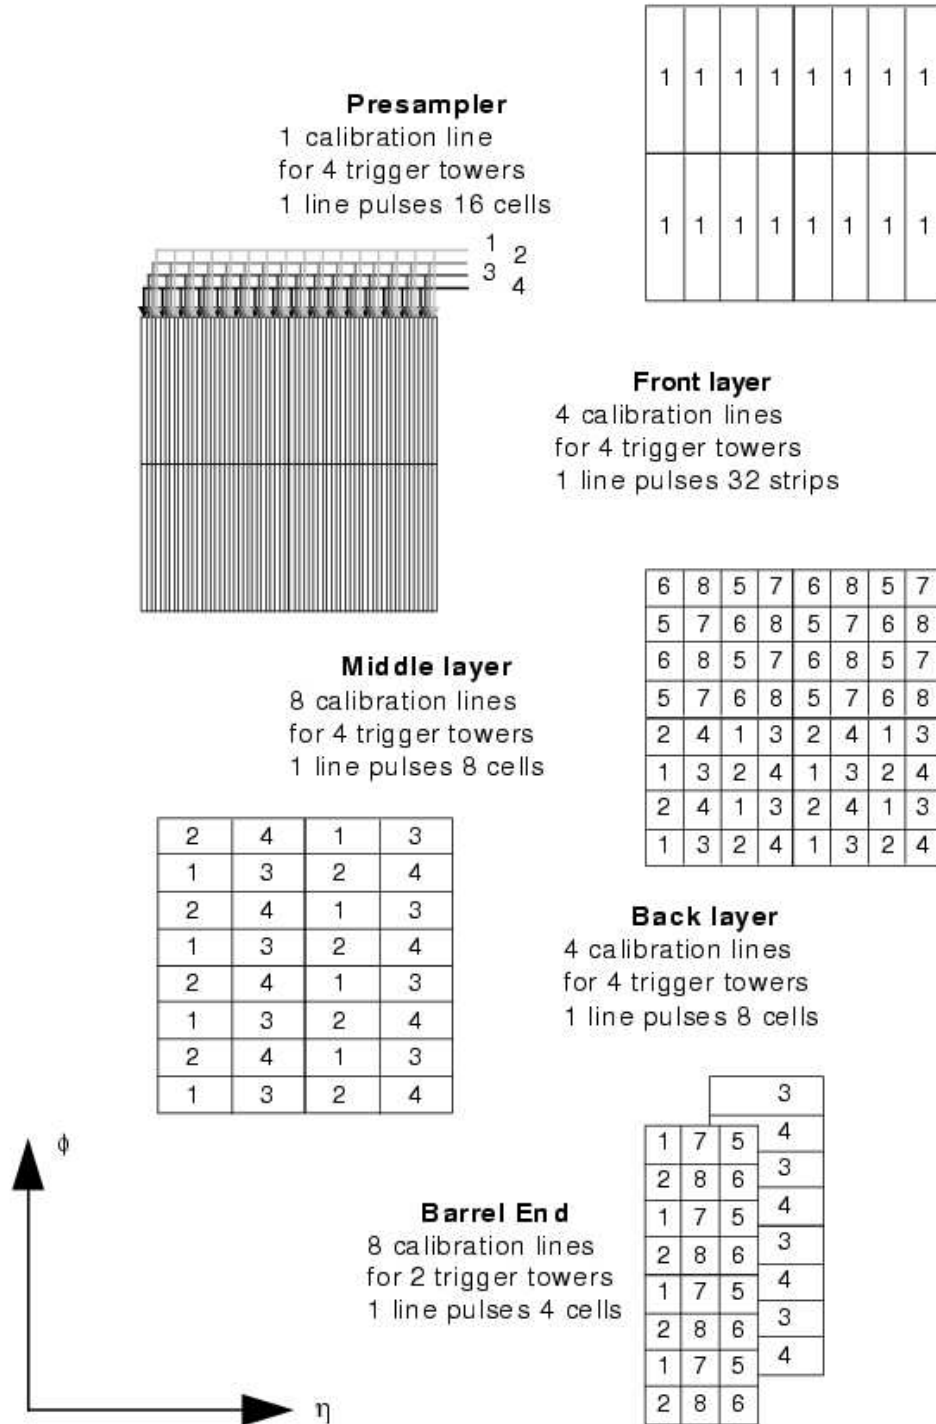 1 1 1 1 1 1 1 1
Presampler
1 calibration line
for 4 trigger towers
1 line pulses 16 cells
1 1 1 1 1 1 1 1
1
2
3
4
Front layer
4 calibration lines
for 4 trigger towers
1 line pulses 32 strips
6 8 5 7 6 8 5 7
5 7 6 8 5 7 6 8
6 8 5 7 6 8 5 7
5 7 6 8 5 7 6 8
2 4 1 3 2 4 1 3
1 3 2 4 1 3 2 4
2 4 1 3 2 4 1 3
1 3 2 4 1 3 2 4
Middle layer
8 calibration lines
for 4 trigger towers
1 line pulses 8 cells
2 4 1 3
1 3 2 4
2 4 1 3
1 3 2 4
2 4 1 3
1 3 2 4
2 4 1 3
1 3 2 4
Back layer
4 calibration lines
for 4 trigger towers
1 line pulses 8 cells
3
4
3
4
3
4
3
4
1 7 5
2 8 6
1 7 5
2 8 6
1 7 5
2 8 6
1 7 5
2 8 6
Barrel End
8 calibration lines
for 2 trigger towers
1 line pulses 4 cells
ϕ
η